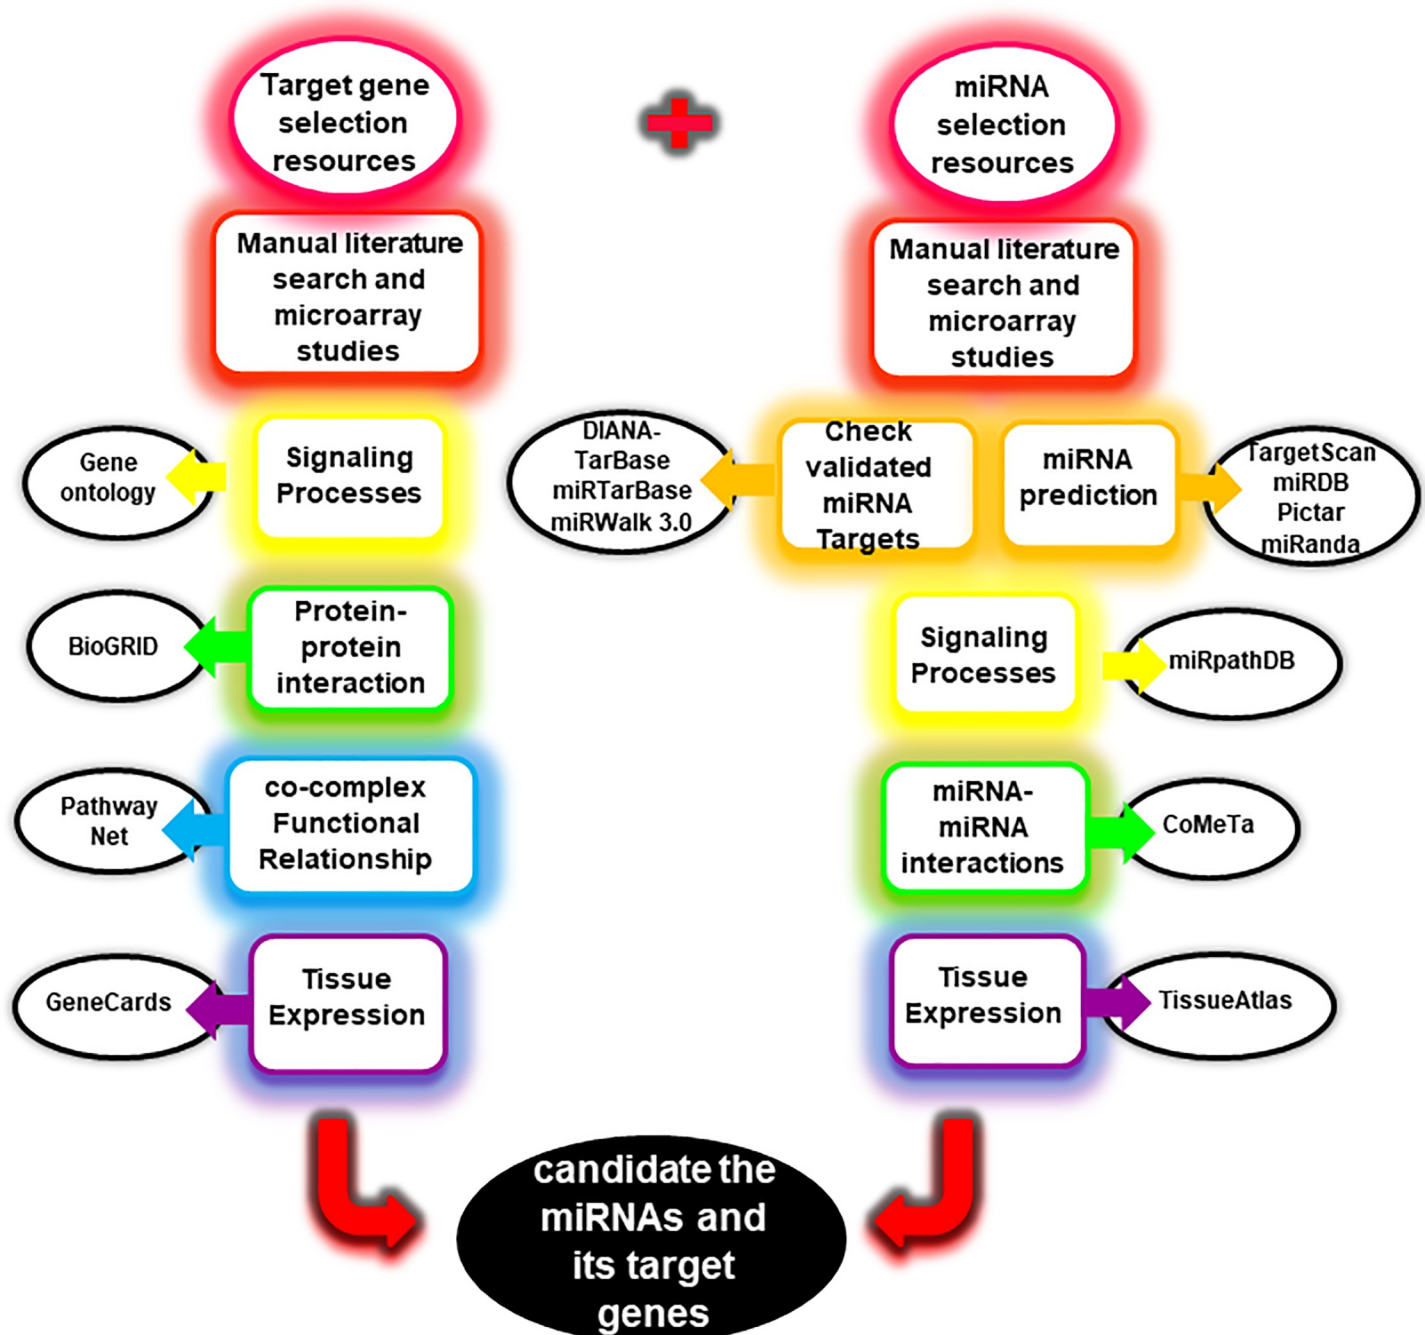 Target gene
selection
resources
miRNA
selection
resources
Manual literature
search and
microarray
studies
Manual literature
search and
microarray
studies
Gene
ontology
Signaling
Processes
DIANA-
TarBase
miRTarBase
miRWalk 3.0
Check
validated
miRNA
Targets
miRNA
prediction
TargetScan
miRDB
Pictar
miRanda
BioGRID
Protein-
protein
interaction
Signaling
Processes
miRpathDB
Pathway
Net
co-complex
Functional
Relationship
miRNA-
miRNA
interactions
CoMeTa
GeneCards
Tissue
Expression
Tissue
Expression
TissueAtlas
candidate the
miRNAs and
its target
genes